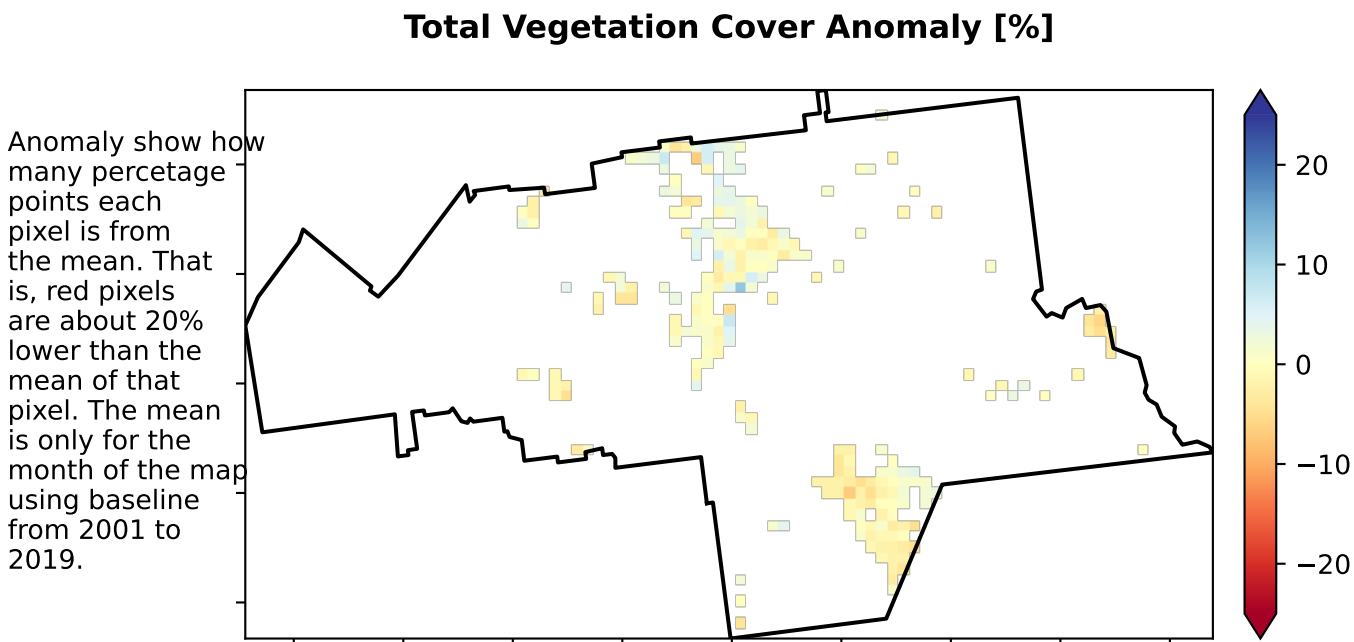 Total Vegetation Cover Anomaly [%]
Anomaly show how
many percetage
points each
pixel is from
the mean. That
is, red pixels
are about 20%
lower than the
mean of that
pixel. The mean
is only for the
month of the map
using baseline
from 2001 to
2019.
20
10
0
−10
−20